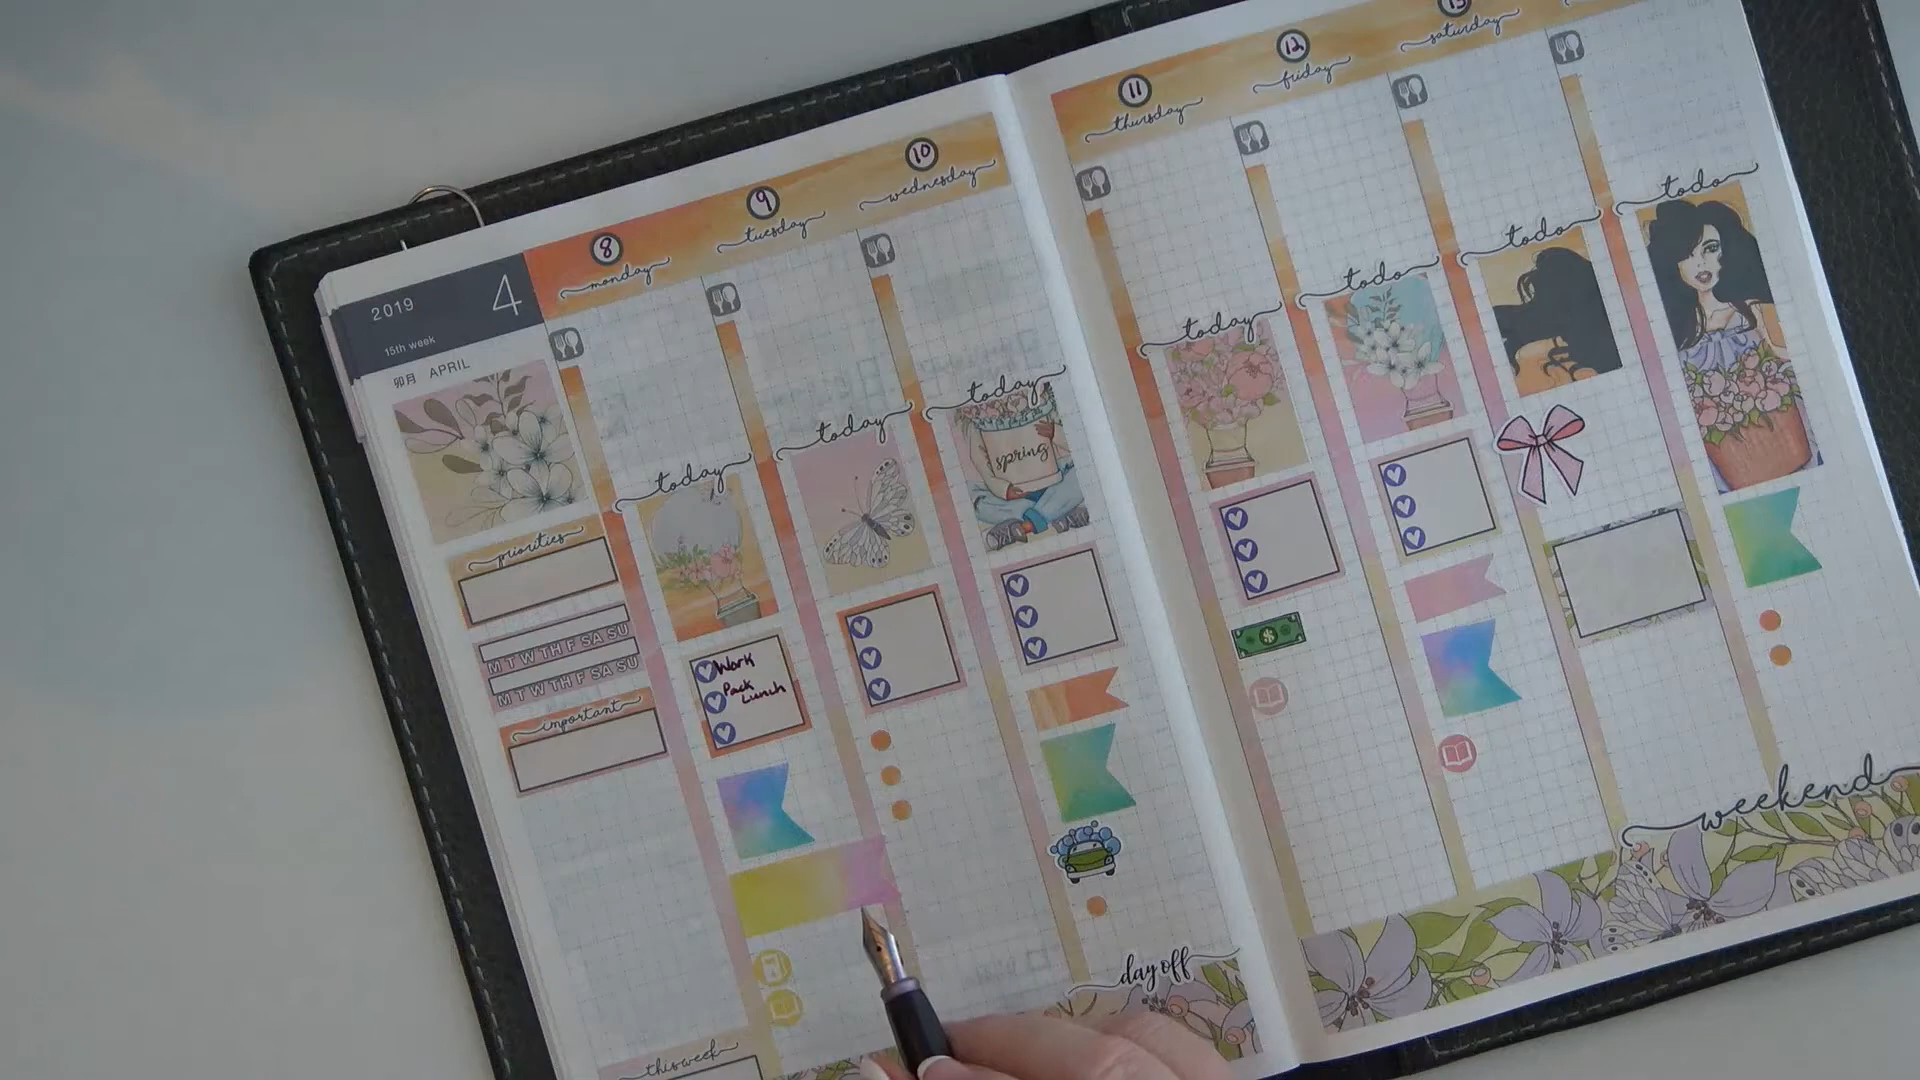 2019 4
15th week
卯月 APRIL
8
monday
9
tuesday
10
wednesday
11
thursday
12
friday
13
saturday
priorities
M T W TH F SA SU
M T W TH F SA SU
important
this week
today
Work
Pack
Lunch
today
today
spring
day off
today
todo
todo
todo
$
weekend